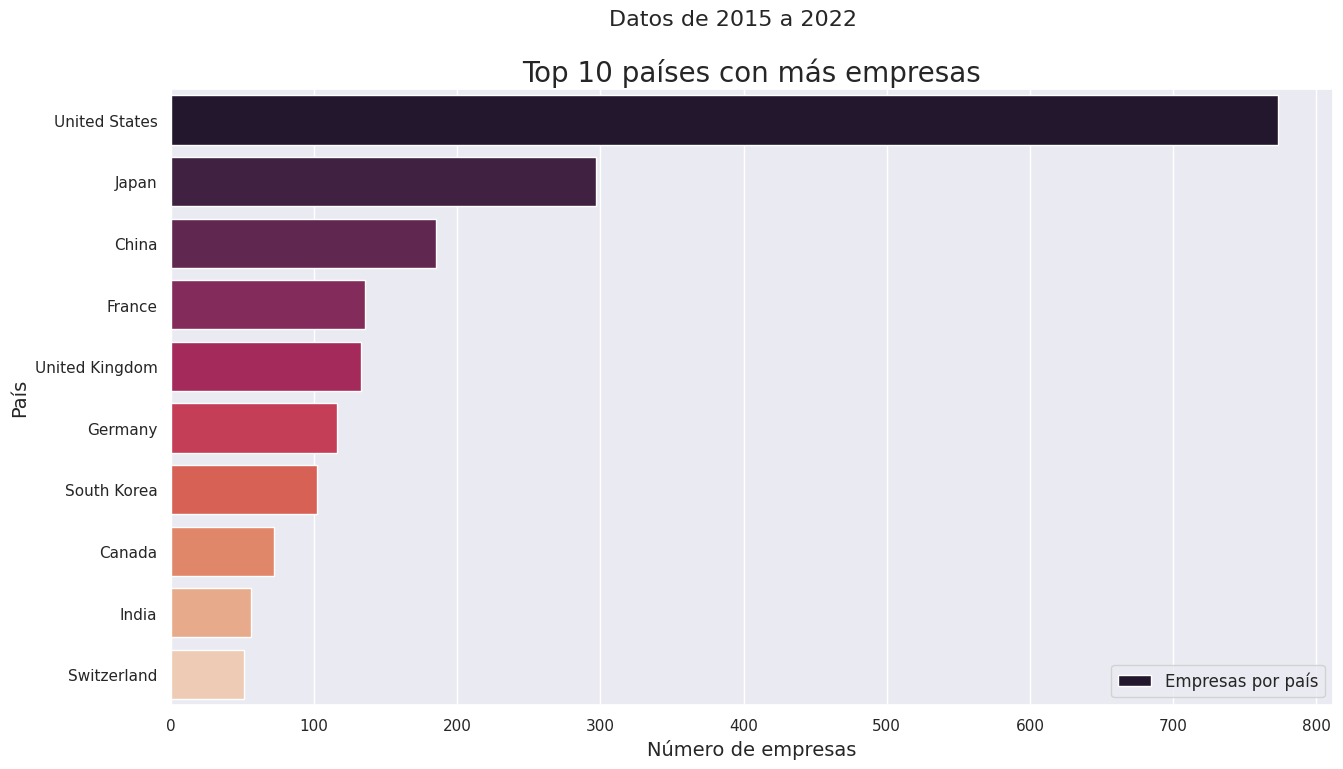 Datos de 2015 a 2022
Top 10 países con más empresas
United States
Japan
China
France
United Kingdom
Germany
South Korea
Canada
India
Switzerland
País
Empresas por país
0 100 200 300 400 500 600 700 800
Número de empresas